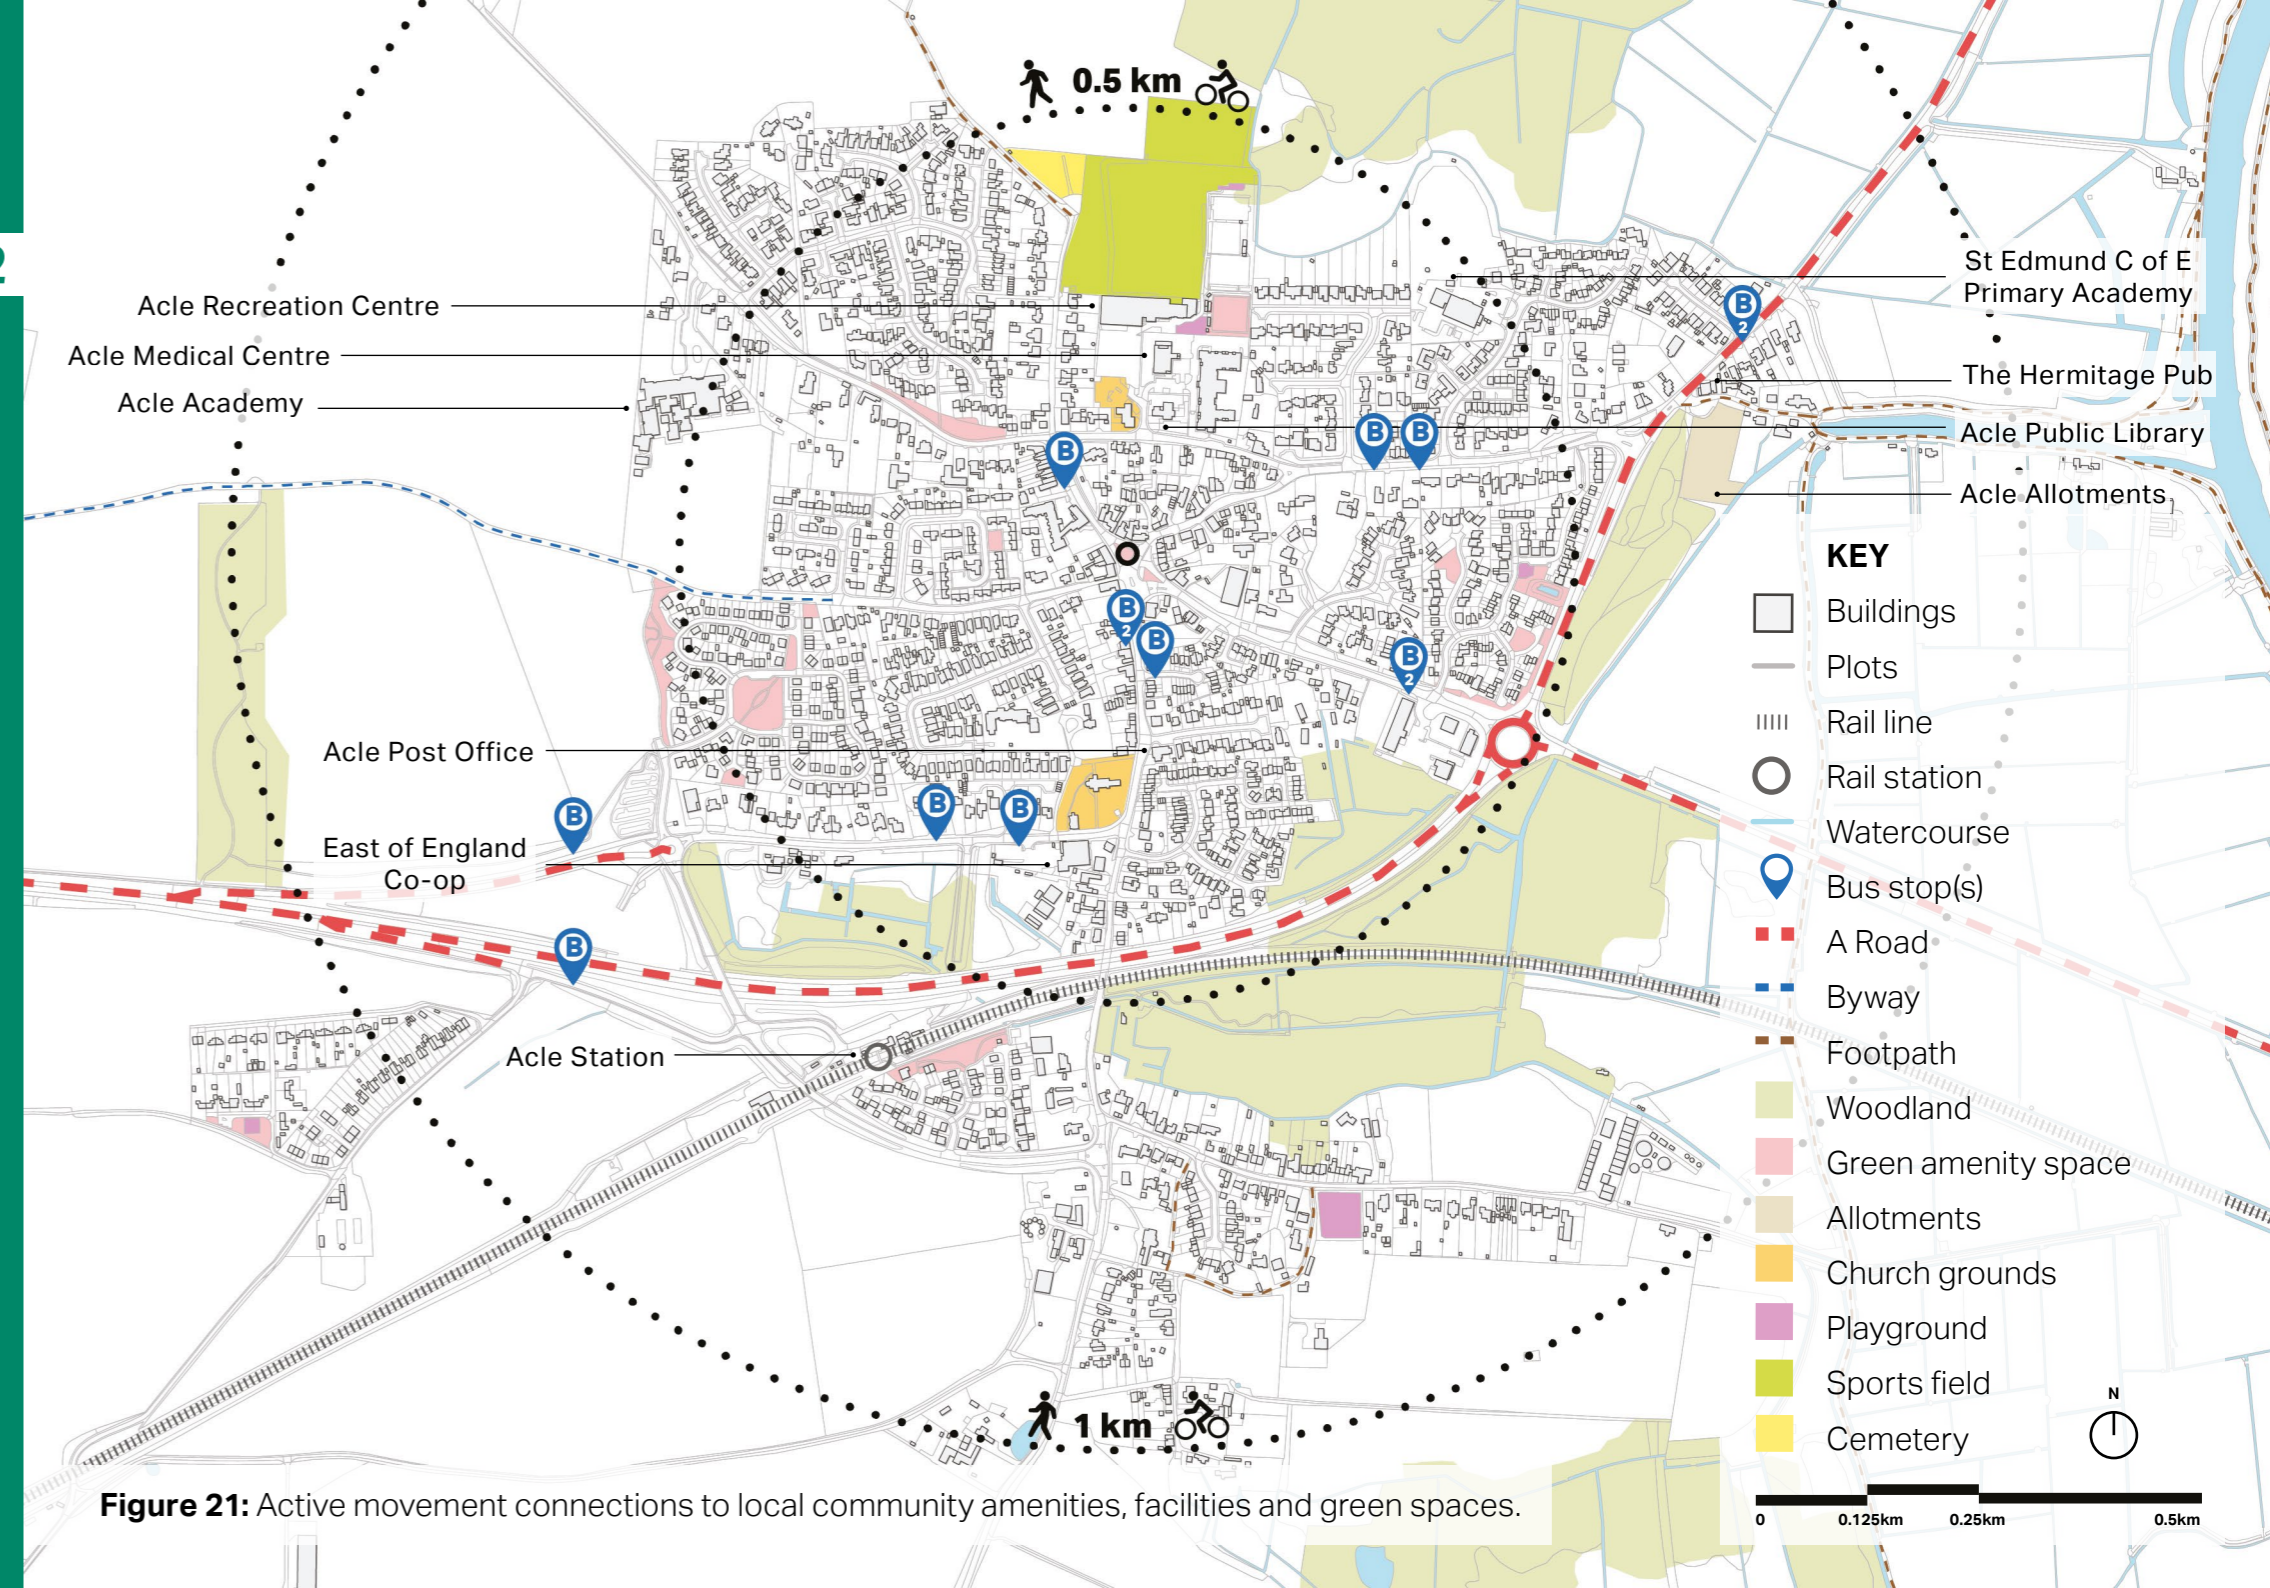 2
0.5 km
Acle Recreation Centre
Acle Medical Centre
Acle Academy
St Edmund C of E
Primary Academy
B
2
The Hermitage Pub
Acle Public Library
Acle Allotments
B
B
B
B
2
B
B
2
Acle Post Office
East of England
Co-op
B
B
B
B
Acle Station
1 km
KEY
Buildings
Plots
Rail line
Rail station
Watercourse
Bus stop(s)
A Road
Byway
Footpath
Woodland
Green amenity space
Allotments
Church grounds
Playground
Sports field
Cemetery
N
0 0.125km 0.25km 0.5km
Figure 21: Active movement connections to local community amenities, facilities and green spaces.